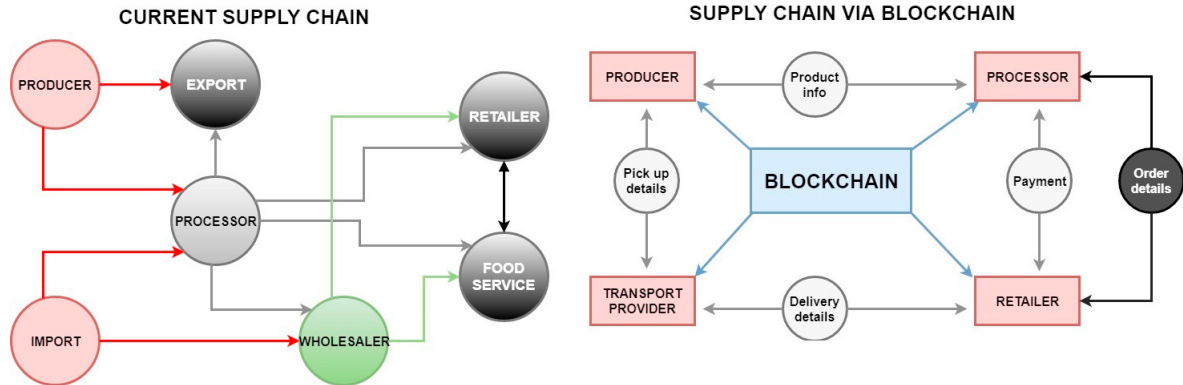 CURRENT SUPPLY CHAIN
PRODUCER
EXPORT
RETAILER
PROCESSOR
FOOD
SERVICE
IMPORT
WHOLESALER
SUPPLY CHAIN VIA BLOCKCHAIN
PRODUCER
Product
info
PROCESSOR
Pick up
details
BLOCKCHAIN
Payment
Order
details
TRANSPORT
PROVIDER
Delivery
details
RETAILER